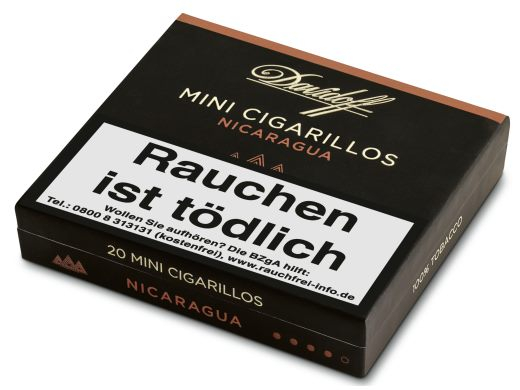 Davidoff
MINI CIGARILLOS
NICARAGUA
Rauchen
ist tödlich
Wollen Sie aufhören? Die BZgA hilft:
Tel.: 0800 8 313131 (kostenfrei), www.rauchfrei-info.de
20 MINI CIGARILLOS
NICARAGUA
100% TOBACCO